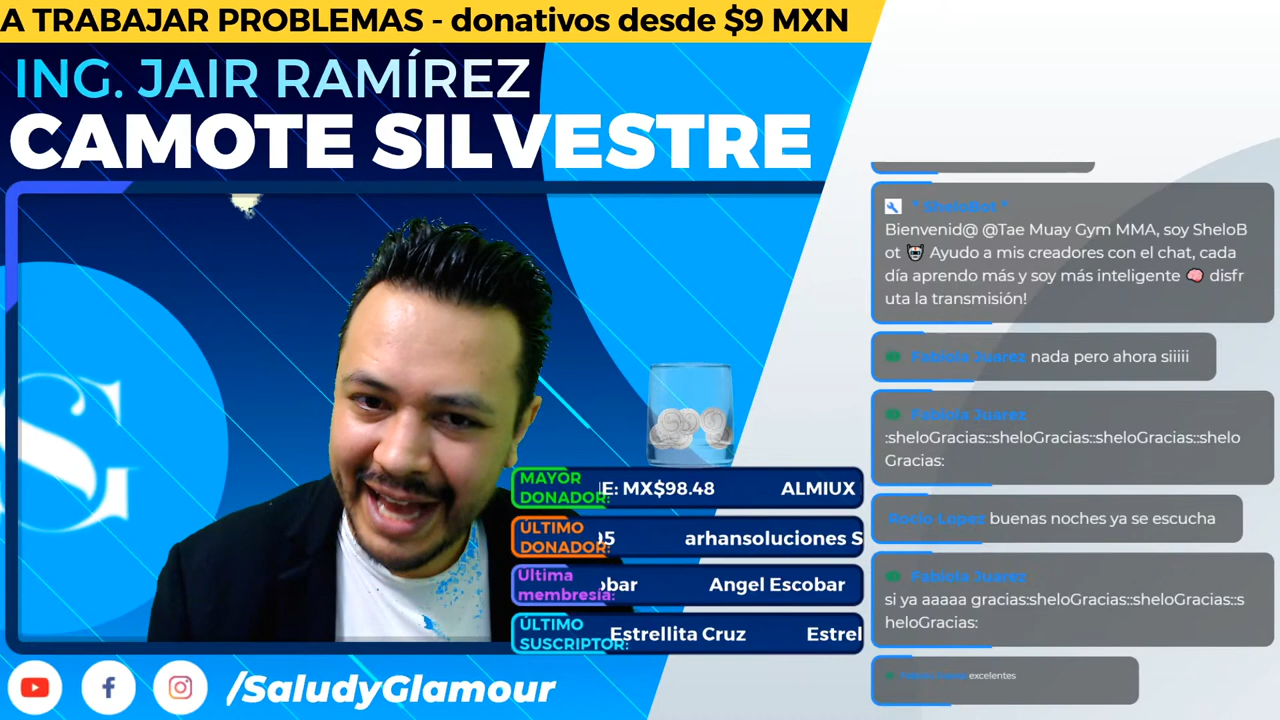 A TRABAJAR PROBLEMAS - donativos desde $9 MXN
ING. JAIR RAMÍREZ
CAMOTE SILVESTRE
S
MAYOR
DONADOR:
E: MX$98.48 ALMIUX
ÚLTIMO
DONADOR:
arhansoluciones S
Última
membresía:
bar Angel Escobar
ÚLTIMO
SUSCRIPTOR:
Estrellita Cruz Estrel
/SaludyGlamour
" SheloBot "
Bienvenid@ @Tae Muay Gym MMA, soy SheloB
ot Ayudo a mis creadores con el chat, cada
día aprendo más y soy más inteligente disfr
uta la transmisión!
Fabiola Juarez nada pero ahora siiiii
Fabiola Juarez
:sheloGracias::sheloGracias::sheloGracias::shelo
Gracias:
Rocio Lopez buenas noches ya se escucha
Fabiola Juarez
si ya aaaaa gracias:sheloGracias::sheloGracias::s
heloGracias:
excelentes